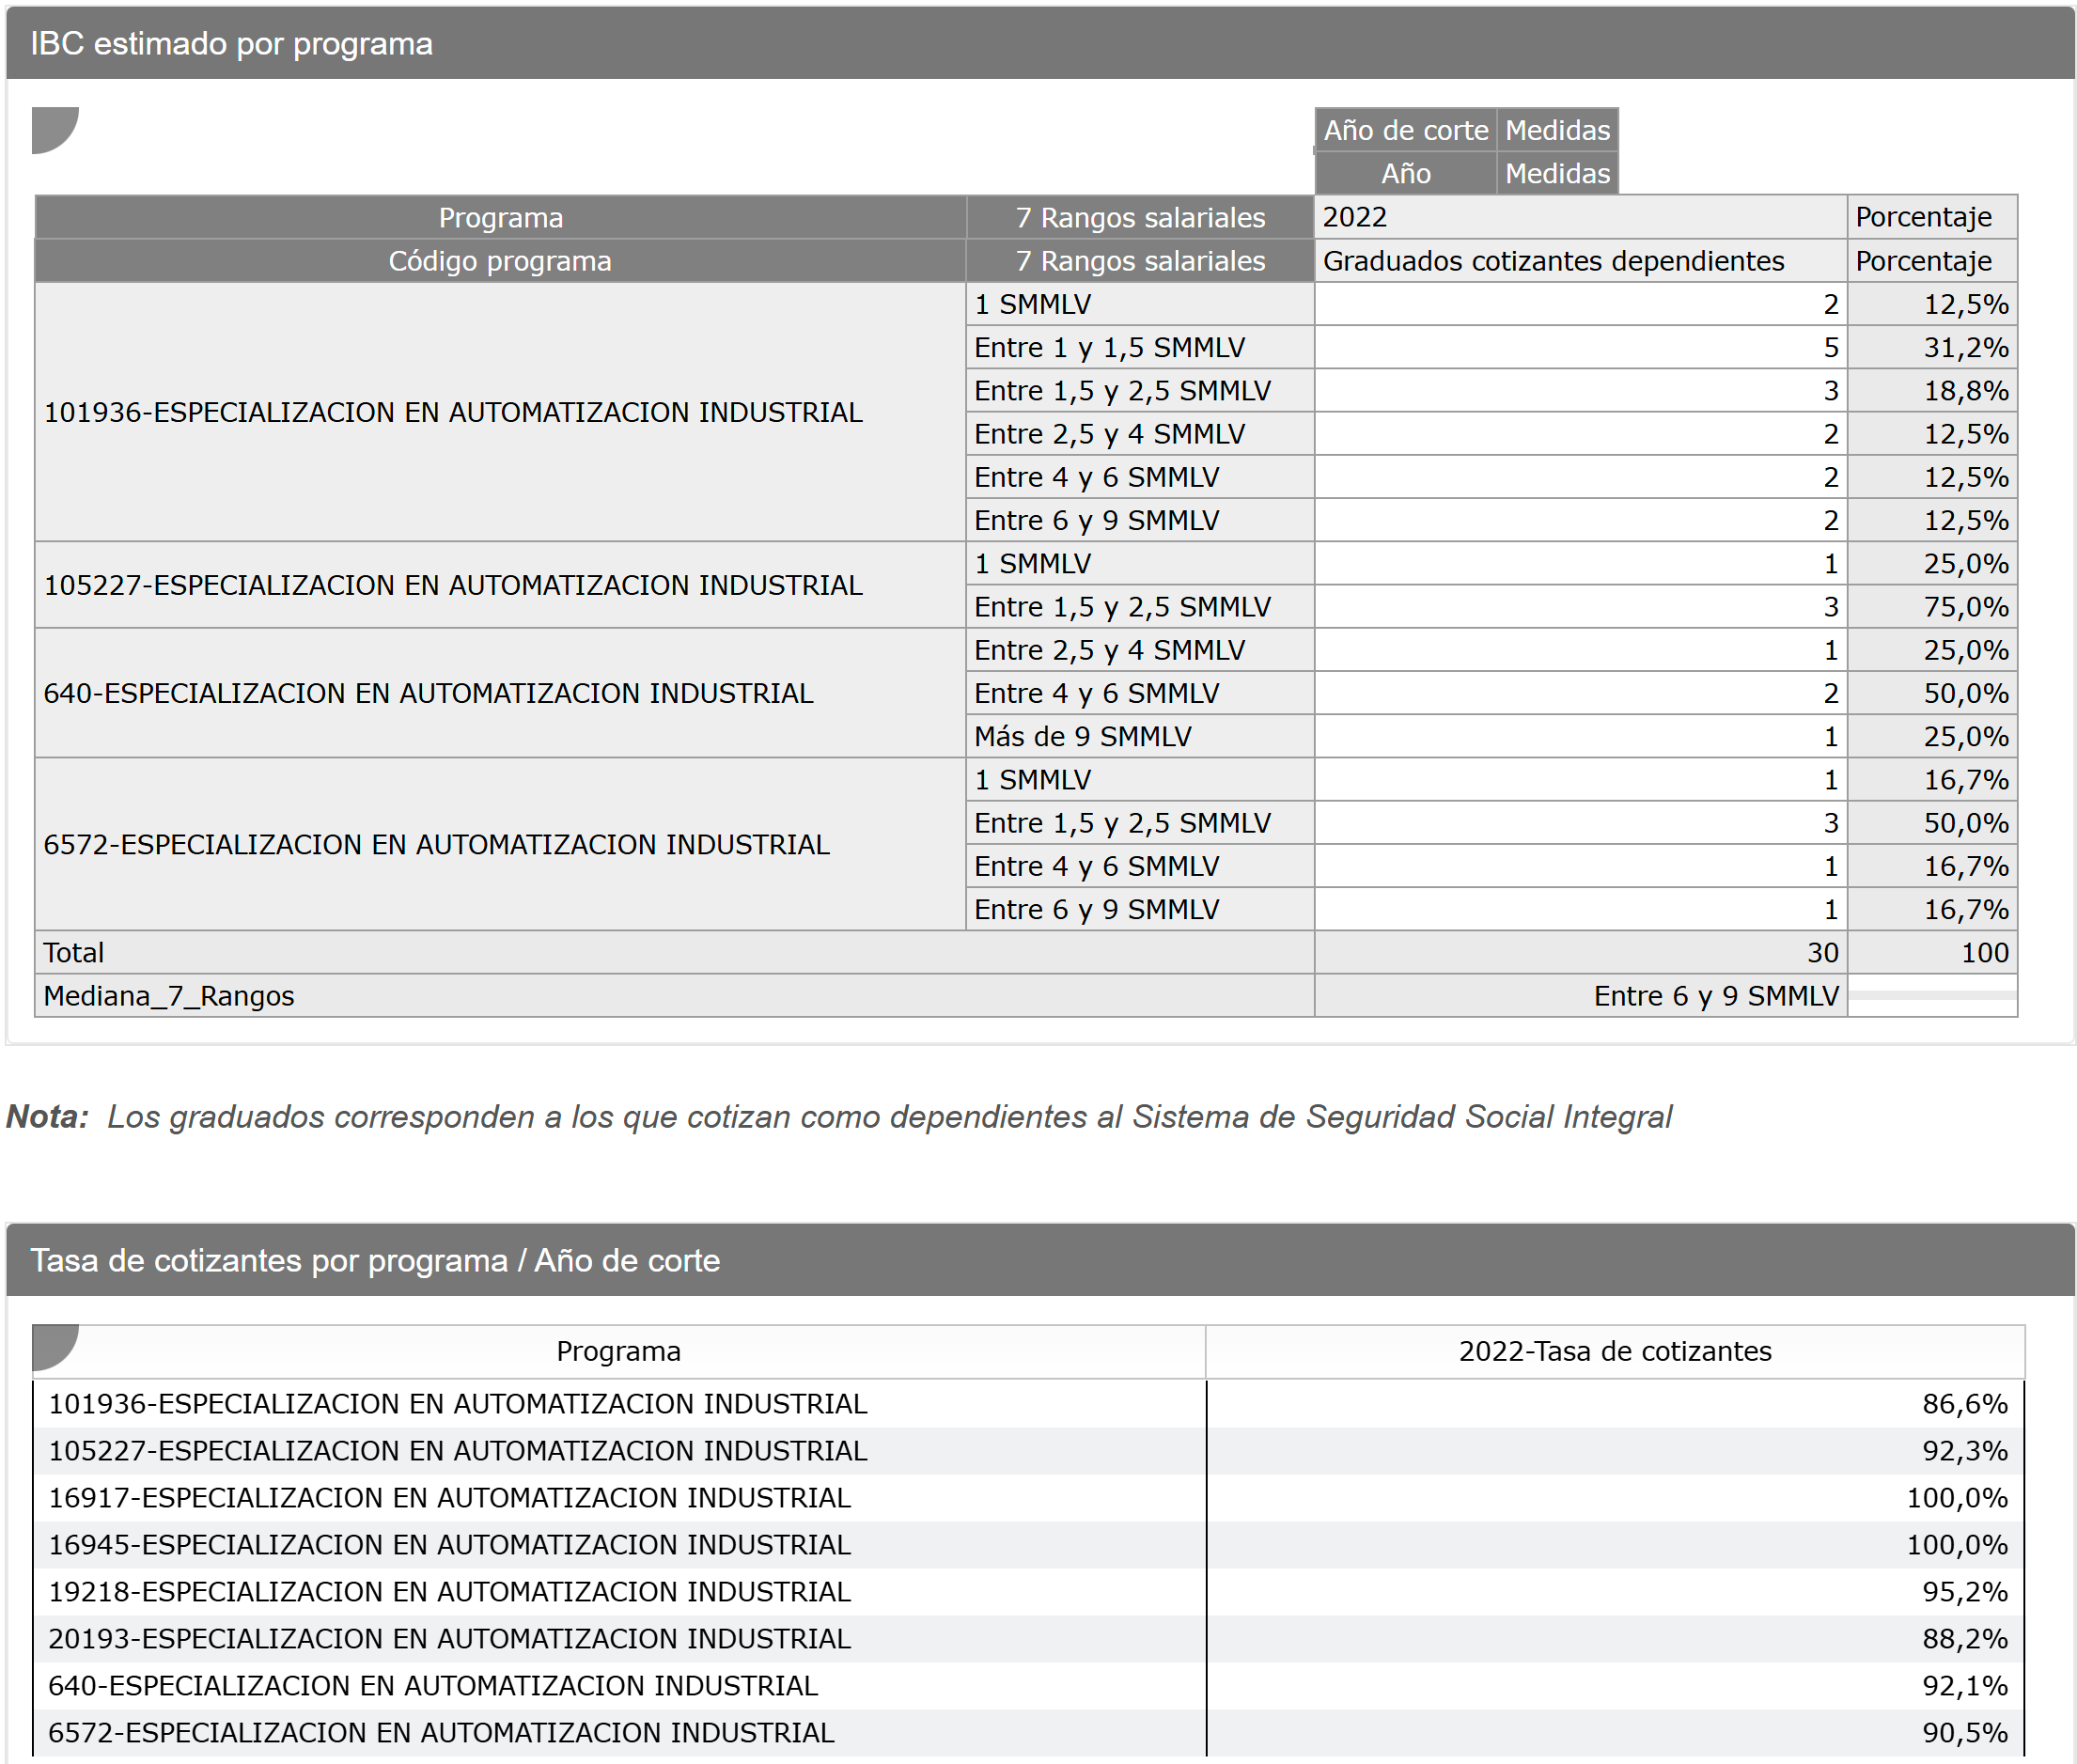 IBC estimado por programa
Año de corte Medidas
Año Medidas
Programa 7 Rangos salariales 2022 Porcentaje
Código programa 7 Rangos salariales Graduados cotizantes dependientes Porcentaje
101936-ESPECIALIZACION EN AUTOMATIZACION INDUSTRIAL
1 SMMLV 2 12,5%
Entre 1 y 1,5 SMMLV 5 31,2%
Entre 1,5 y 2,5 SMMLV 3 18,8%
Entre 2,5 y 4 SMMLV 2 12,5%
Entre 4 y 6 SMMLV 2 12,5%
Entre 6 y 9 SMMLV 2 12,5%
105227-ESPECIALIZACION EN AUTOMATIZACION INDUSTRIAL
1 SMMLV 1 25,0%
Entre 1,5 y 2,5 SMMLV 3 75,0%
640-ESPECIALIZACION EN AUTOMATIZACION INDUSTRIAL
Entre 2,5 y 4 SMMLV 1 25,0%
Entre 4 y 6 SMMLV 2 50,0%
Más de 9 SMMLV 1 25,0%
6572-ESPECIALIZACION EN AUTOMATIZACION INDUSTRIAL
1 SMMLV 1 16,7%
Entre 1,5 y 2,5 SMMLV 3 50,0%
Entre 4 y 6 SMMLV 1 16,7%
Entre 6 y 9 SMMLV 1 16,7%
Total 30 100
Mediana_7_Rangos Entre 6 y 9 SMMLV
Nota: Los graduados corresponden a los que cotizan como dependientes al Sistema de Seguridad Social Integral
Tasa de cotizantes por programa / Año de corte
Programa 2022-Tasa de cotizantes
101936-ESPECIALIZACION EN AUTOMATIZACION INDUSTRIAL 86,6%
105227-ESPECIALIZACION EN AUTOMATIZACION INDUSTRIAL 92,3%
16917-ESPECIALIZACION EN AUTOMATIZACION INDUSTRIAL 100,0%
16945-ESPECIALIZACION EN AUTOMATIZACION INDUSTRIAL 100,0%
19218-ESPECIALIZACION EN AUTOMATIZACION INDUSTRIAL 95,2%
20193-ESPECIALIZACION EN AUTOMATIZACION INDUSTRIAL 88,2%
640-ESPECIALIZACION EN AUTOMATIZACION INDUSTRIAL 92,1%
6572-ESPECIALIZACION EN AUTOMATIZACION INDUSTRIAL 90,5%